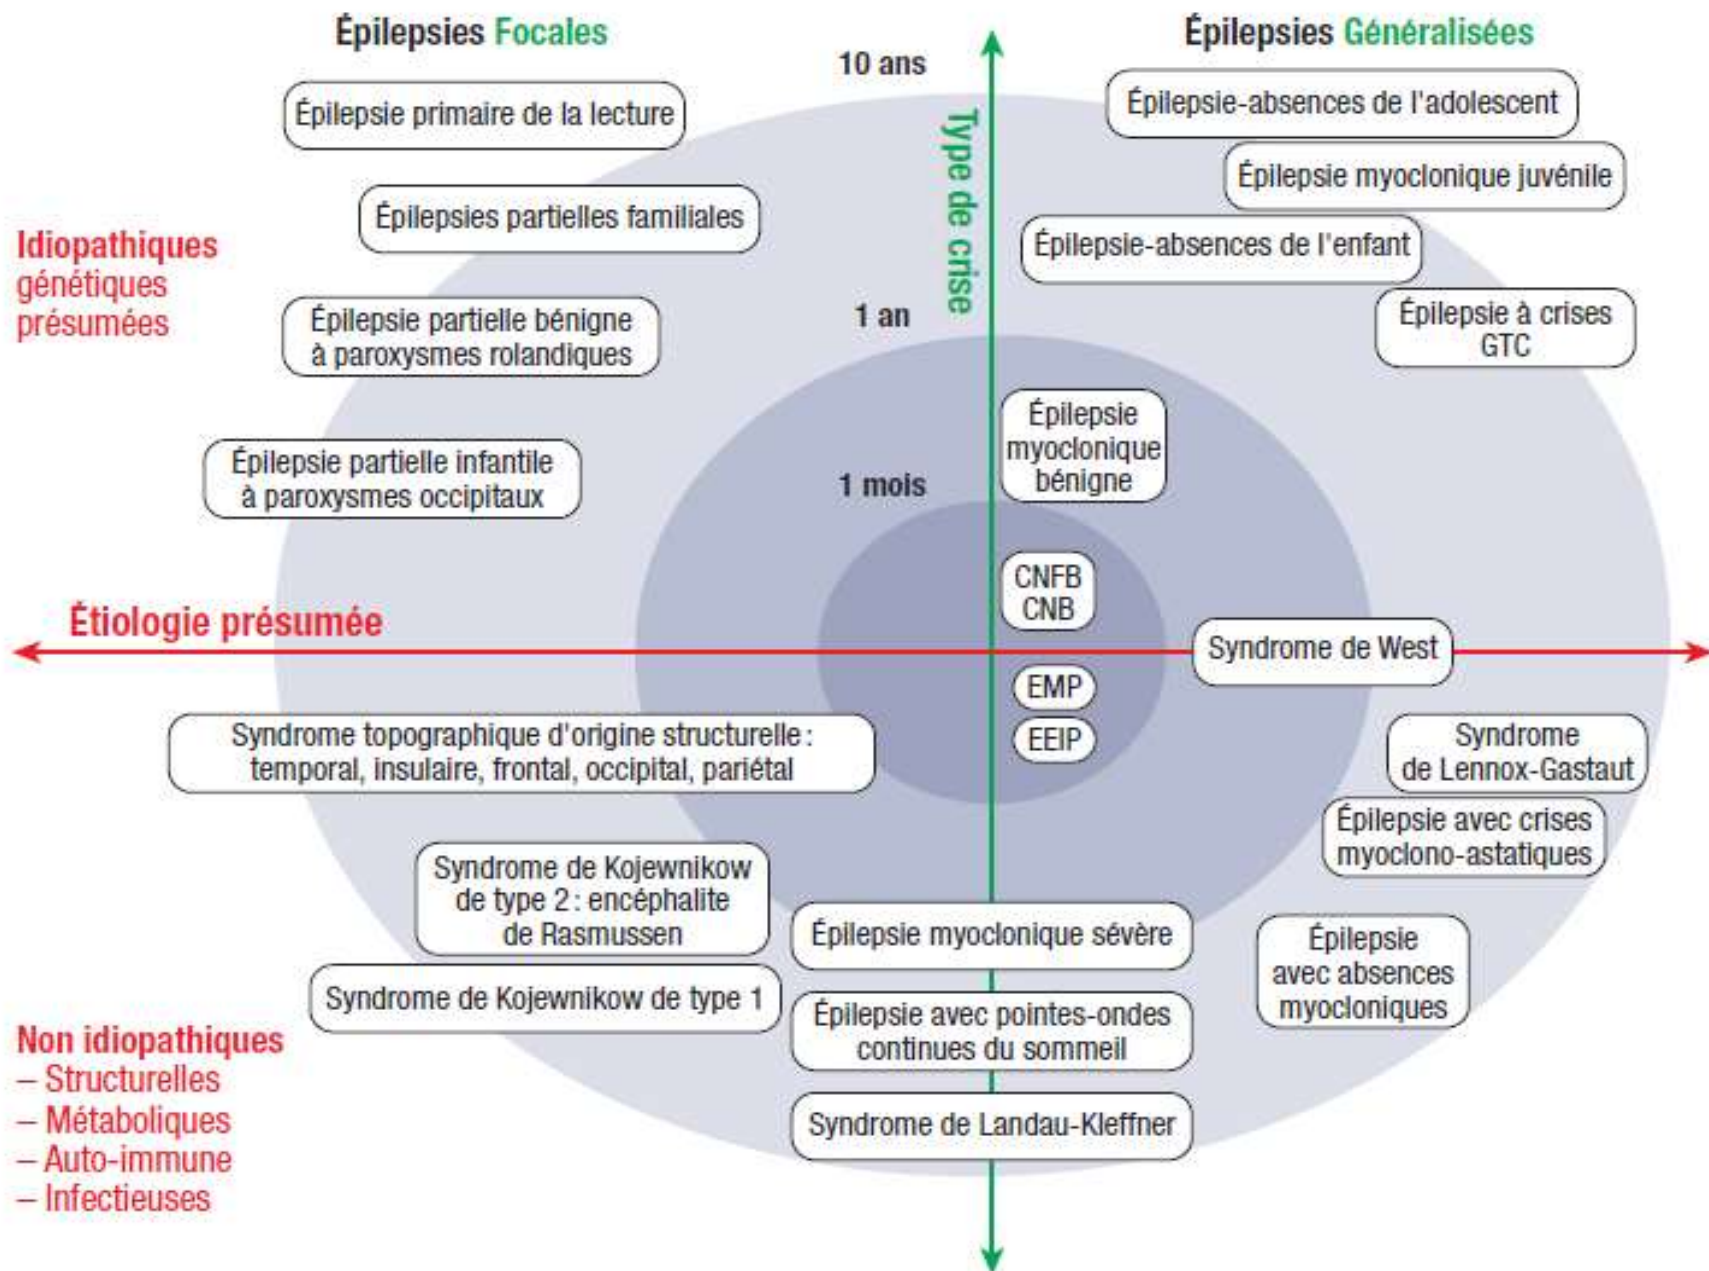 Épilepsies Focales
Épilepsies Généralisées
10 ans
Épilepsie primaire de la lecture
Épilepsie-absences de l'adolescent
Type de crise
Épilepsie myoclonique juvénile
Épilepsies partielles familiales
Épilepsie-absences de l'enfant
Idiopathiques
génétiques
présumées
1 an
Épilepsie partielle bénigne
à paroxysmes rolandiques
Épilepsie à crises
GTC
Épilepsie
myoclonique
bénigne
Épilepsie partielle infantile
à paroxysmes occipitaux
1 mois
CNFB
CNB
Étiologie présumée
Syndrome de West
EMP
EEIP
Syndrome topographique d'origine structurelle :
temporal, insulaire, frontal, occipital, pariétal
Syndrome
de Lennox-Gastaut
Épilepsie avec crises
myoclono-astatiques
Syndrome de Kojewnikow
de type 2 : encéphalite
de Rasmussen
Épilepsie myoclonique sévère
Épilepsie
avec absences
myocloniques
Syndrome de Kojewnikow de type 1
Épilepsie avec pointes-ondes
continues du sommeil
Non idiopathiques
– Structurelles
– Métaboliques
– Auto-immune
– Infectieuses
Syndrome de Landau-Kleffner